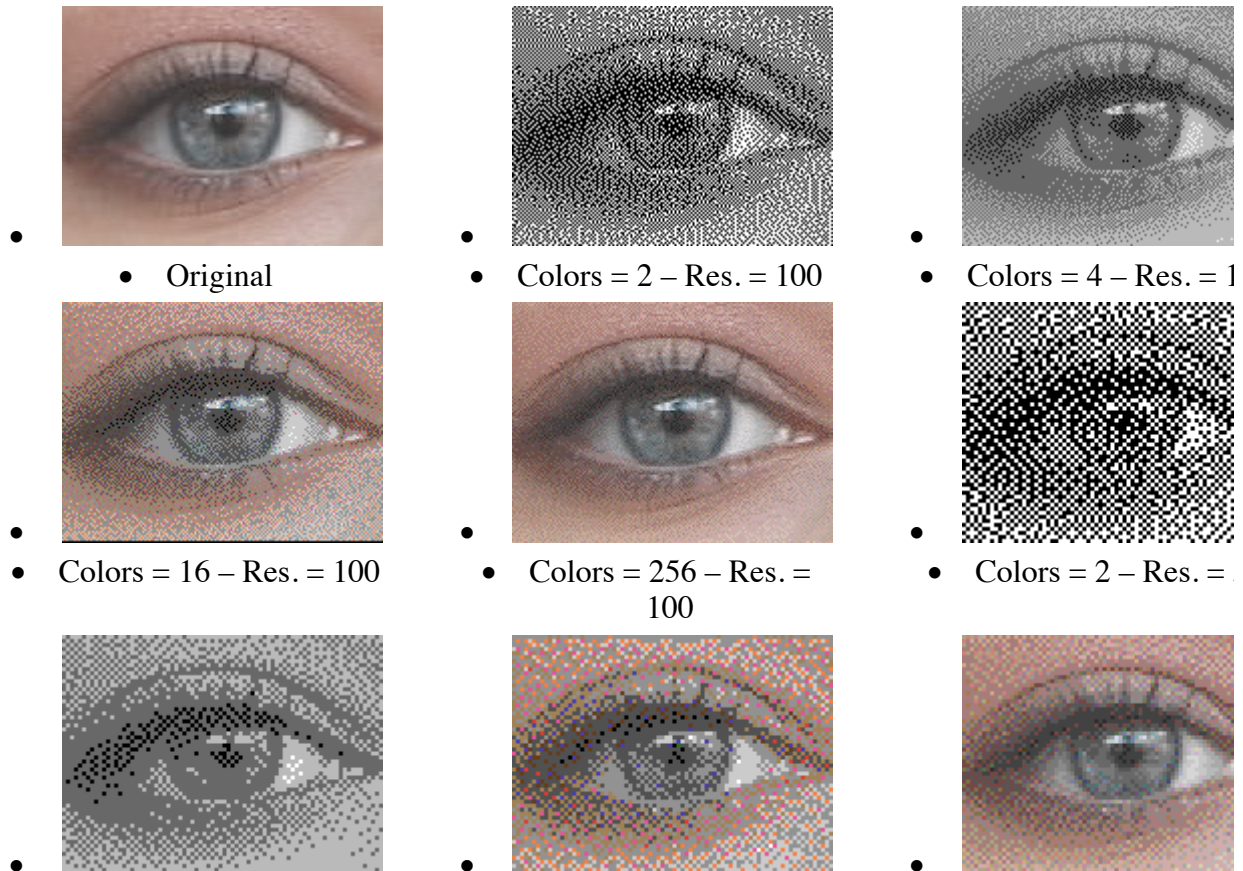 Original
Colors = 2 – Res. = 100
Colors = 4 – Res. = 1
Colors = 16 – Res. = 100
Colors = 256 – Res. =
100
Colors = 2 – Res. =